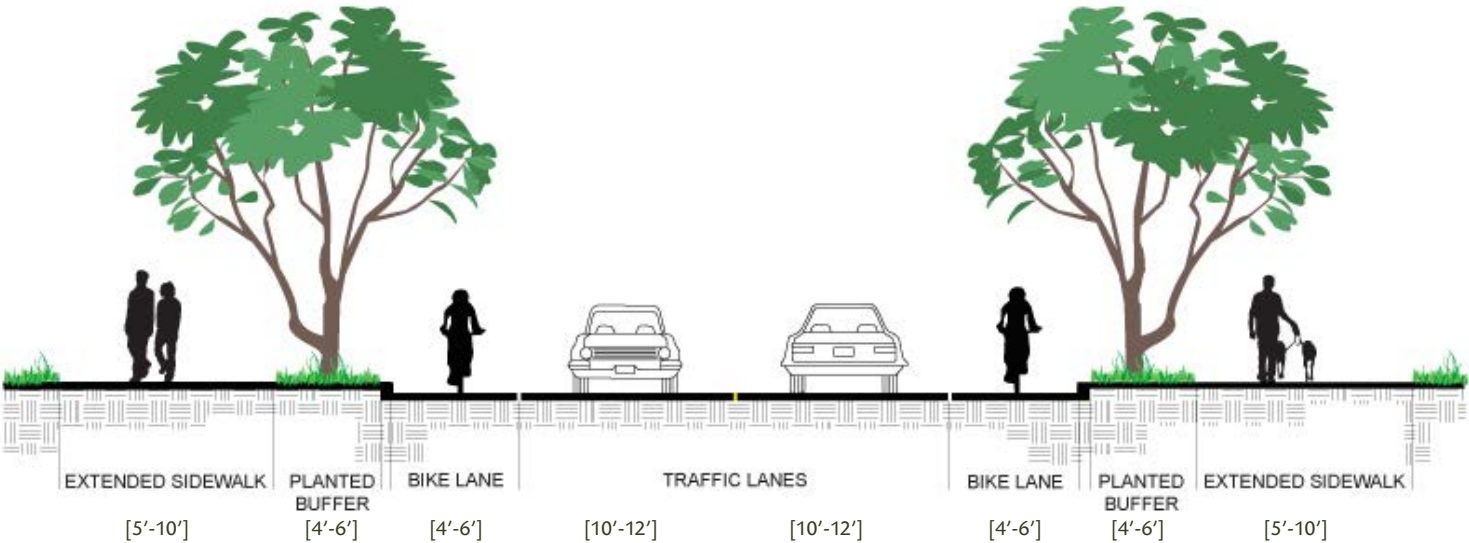 EXTENDED SIDEWALK
PLANTED
BUFFER
BIKE LANE
TRAFFIC LANES
BIKE LANE
PLANTED
BUFFER
EXTENDED SIDEWALK
[5’-10’]
[4’-6’]
[4’-6’]
[10’-12’]
[10’-12’]
[4’-6’]
[4’-6’]
[5’-10’]